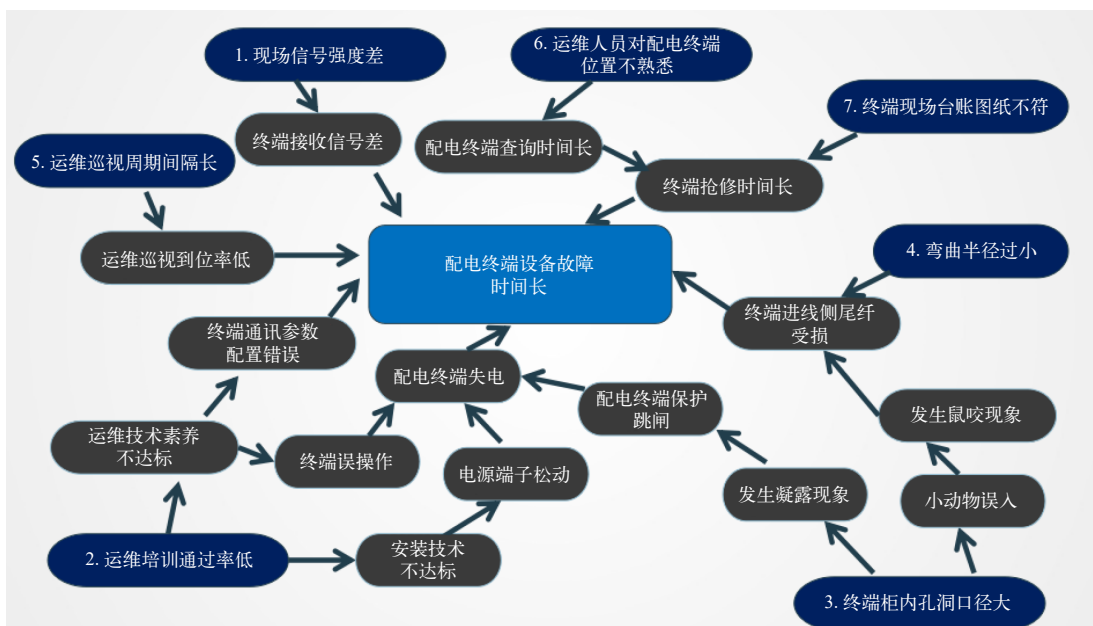 1. 现场信号强度差
6. 运维人员对配电终端
位置不熟悉
7. 终端现场台账图纸不符
终端接收信号差
配电终端查询时间长
5. 运维巡视周期间隔长
终端抢修时间长
运维巡视到位率低
配电终端设备故障
时间长
4. 弯曲半径过小
终端进线侧尾纤
受损
终端通讯参数
配置错误
配电终端失电
配电终端保护
跳闸
发生鼠咬现象
运维技术素养
不达标
终端误操作
电源端子松动
发生凝露现象
小动物误入
2. 运维培训通过率低
安装技术
不达标
3. 终端柜内孔洞口径大